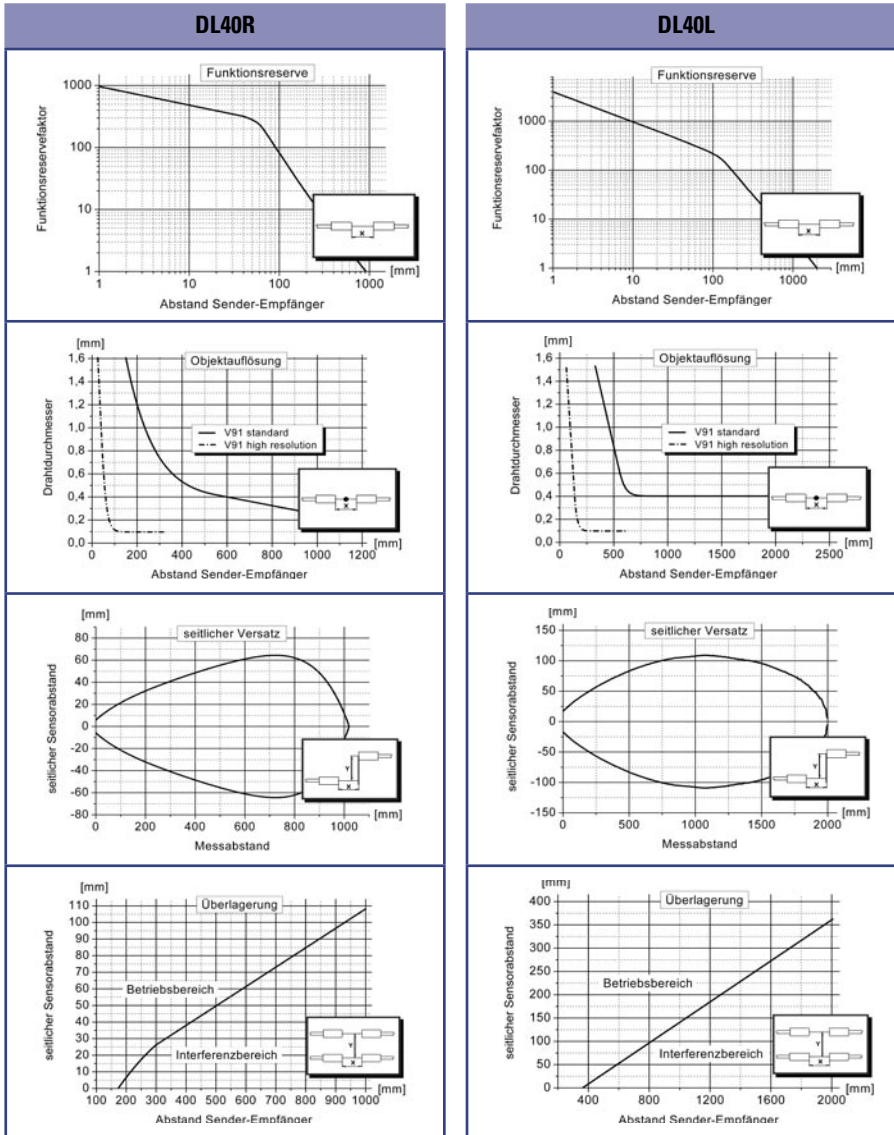 DL40R
DL40L
Funktionsreserve
1000
100
10
1
Funktionsreservefaktor
x
1 10 100 1000 [mm]
Abstand Sender-Empfänger
Funktionsreserve
1000
100
10
1
Funktionsreservefaktor
x
1 10 100 1000 [mm]
Abstand Sender-Empfänger
[mm]
Objektauflösung
1,6
1,4
1,2
1,0
0,8
0,6
0,4
0,2
0,0
Drahtdurchmesser
V91 standard
V91 high resolution
x
0 200 400 600 800 1000 1200
[mm]
Abstand Sender-Empfänger
[mm]
Objektauflösung
1,6
1,4
1,2
1,0
0,8
0,6
0,4
0,2
0,0
Drahtdurchmesser
V91 standard
V91 high resolution
x
0 500 1000 1500 2000 2500
[mm]
Abstand Sender-Empfänger
[mm]
seitlicher Versatz
80
60
40
20
0
-20
-40
-60
-80
seitlicher Sensorabstand
Y
X
0 200 400 600 800 1000
[mm]
Messabstand
[mm]
seitlicher Versatz
150
100
50
0
-50
-100
-150
seitlicher Sensorabstand
Y
X
0 500 1000 1500 2000
[mm]
Messabstand
[mm]
Überlagerung
110
100
90
80
70
60
50
40
30
20
10
0
seitlicher Sensorabstand
Betriebsbereich
Interferenzbereich
Y
X
100 200 300 400 500 600 700 800 900 1000
[mm]
Abstand Sender-Empfänger
[mm]
Überlagerung
400
350
300
250
200
150
100
50
0
seitlicher Sensorabstand
Betriebsbereich
Interferenzbereich
Y
X
400 800 1200 1600 2000
[mm]
Abstand Sender-Empfänger